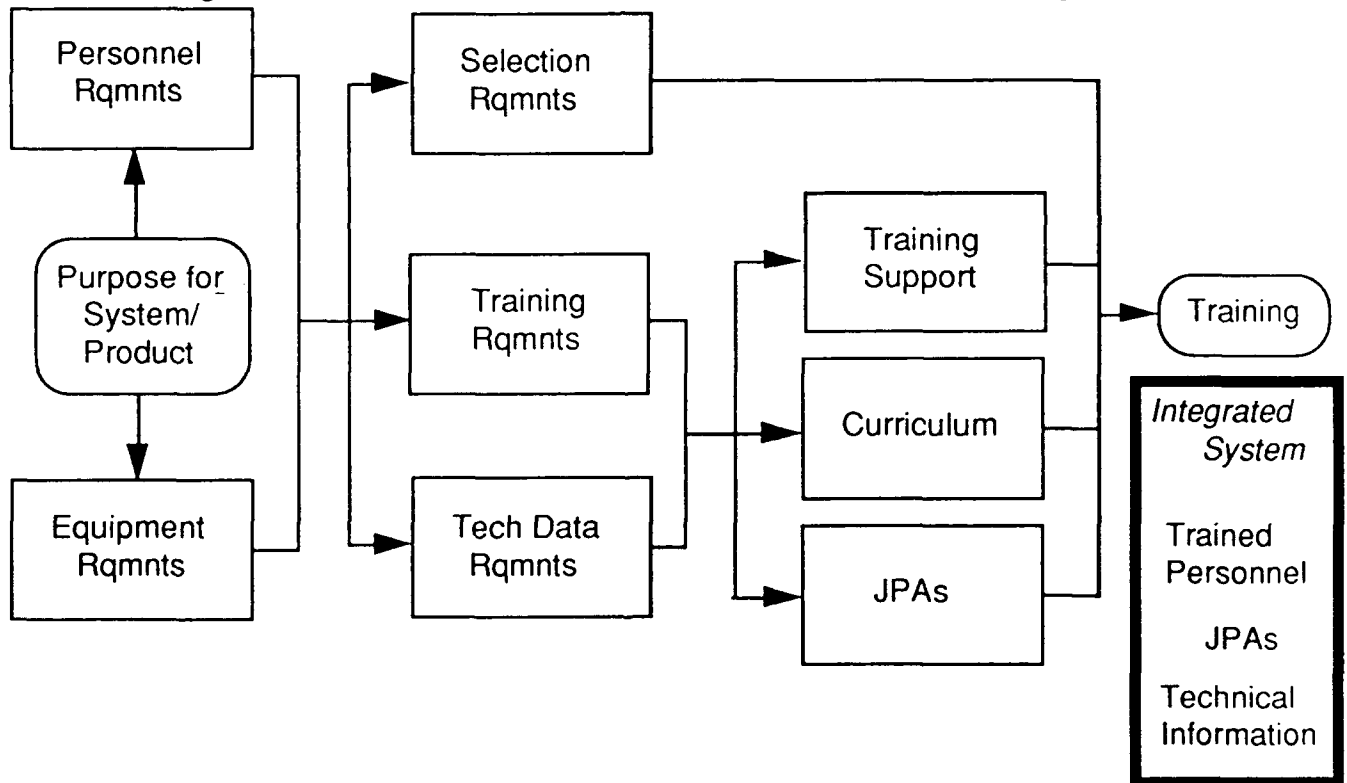 Personnel
Rqmnts
Purpose for
System/
Product
Equipment
Rqmnts
Selection
Rqmnts
Training
Rqmnts
Tech Data
Rqmnts
Training
Support
Curriculum
JPAs
Training
Integrated
System
Trained
Personnel
JPAs
Technical
Information